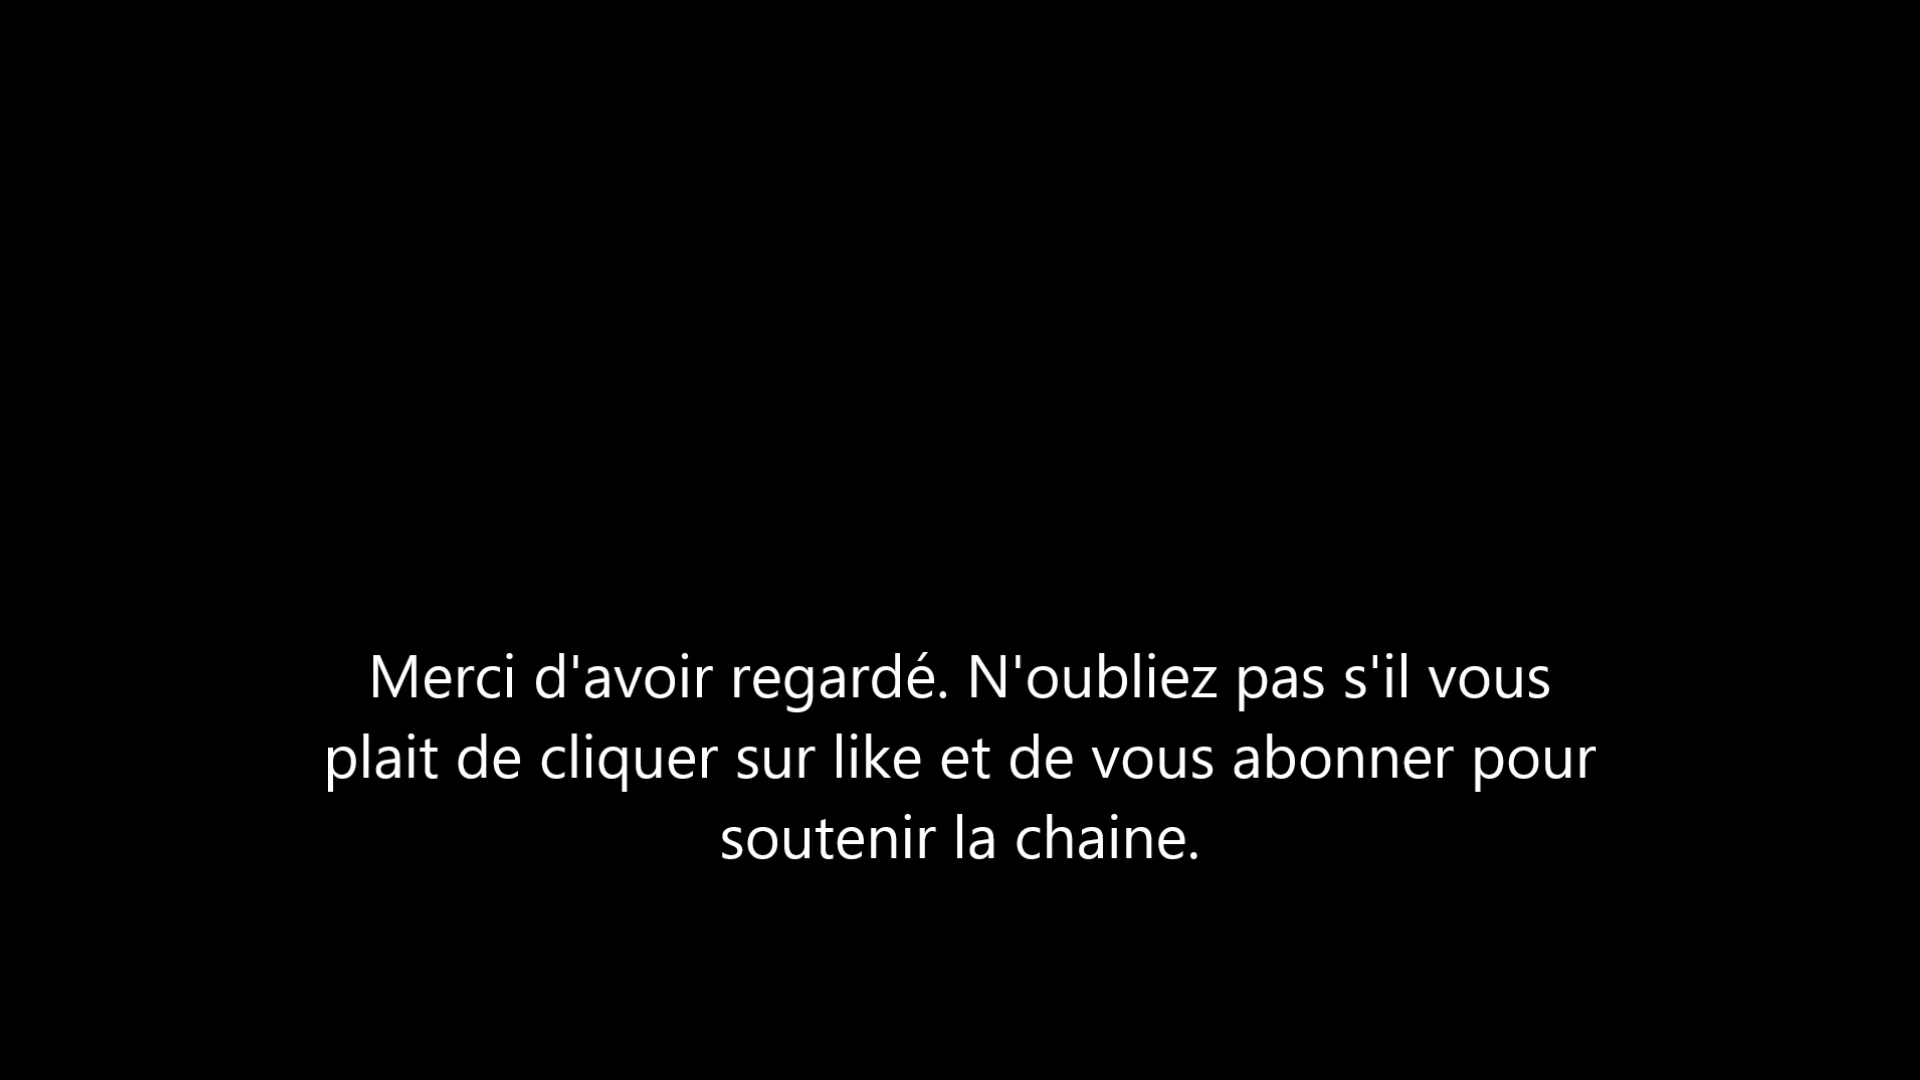 Merci d'avoir regardé. N'oubliez pas s'il vous
plait de cliquer sur like et de vous abonner pour
soutenir la chaine.